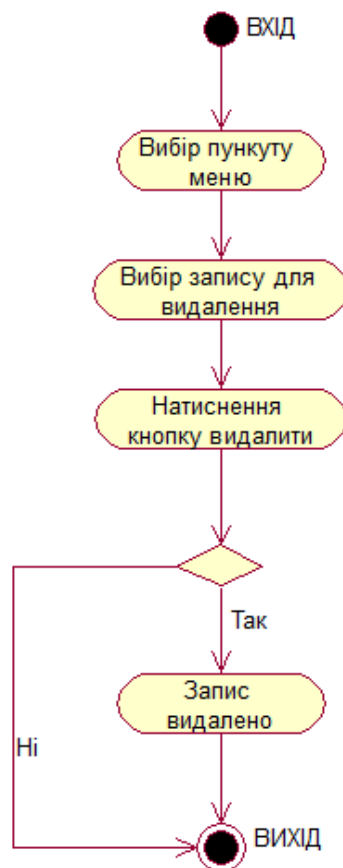 ВХІД
Вибір пункуту
меню
Вибір запису для
видалення
Натиснення
кнопку видалити
Так
Запис
видалено
Ні
ВИХІД